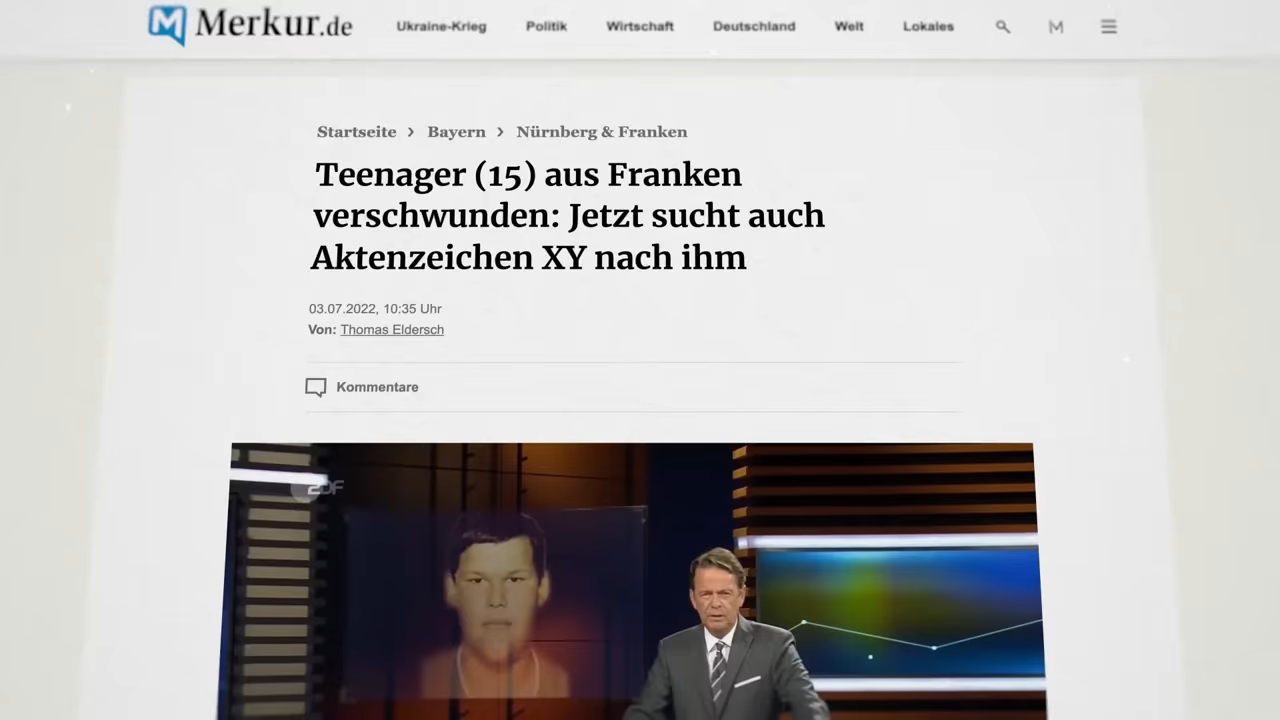 Merkur.de
Ukraine-Krieg Politik Wirtschaft Deutschland Welt Lokales
Startseite > Bayern > Nürnberg & Franken
Teenager (15) aus Franken
verschwunden: Jetzt sucht auch
Aktenzeichen XY nach ihm
03.07.2022, 10:35 Uhr
Von: Thomas Eldersch
Kommentare
ZDF